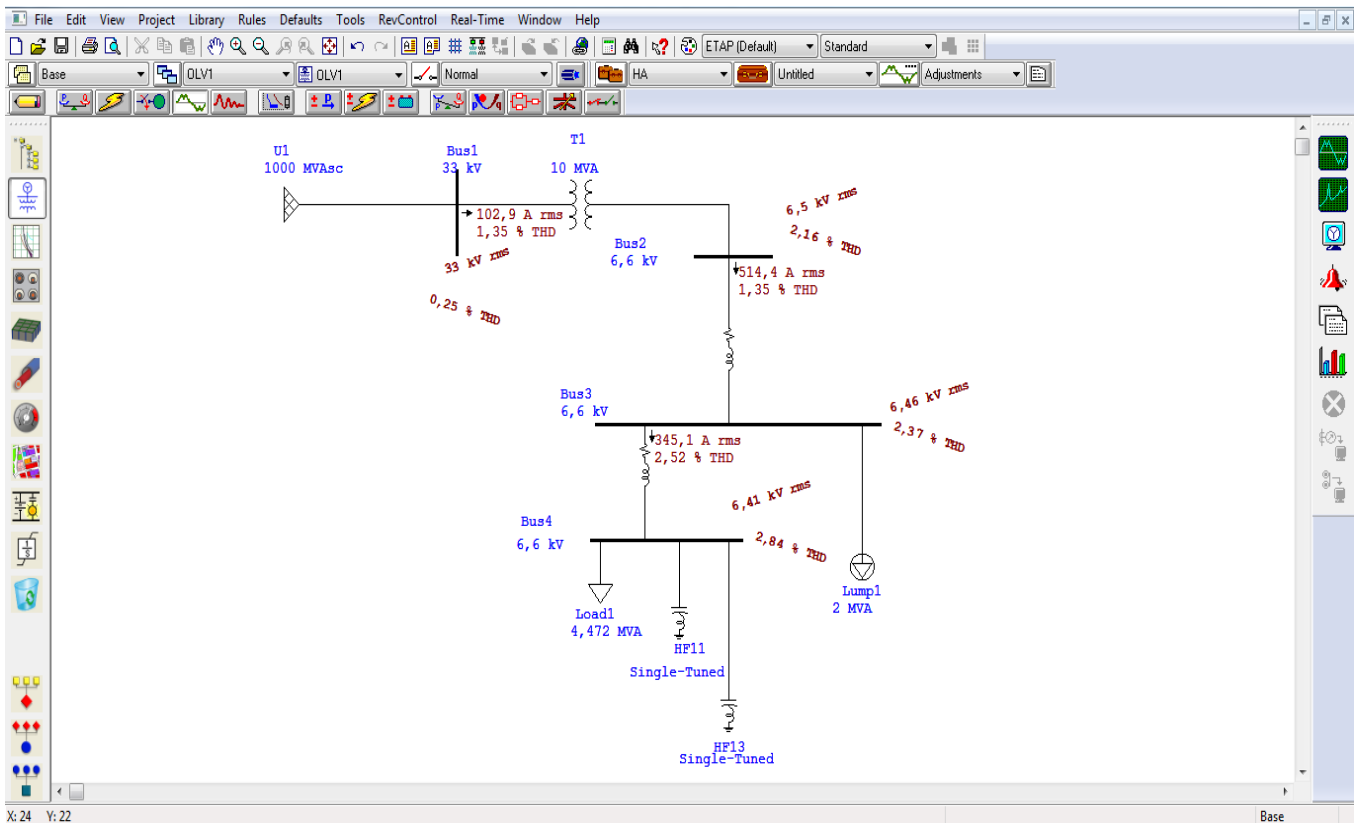 File Edit View Project Library Rules Defaults Tools RevControl Real-Time Window Help
ETAP (Default) Standard
Base OLV1 OLV1 Normal HA Untitled Adjustments
T1
U1 Bus1
1000 MVAsc 33 kV 10 MVA
102,9 A rms
1,35 % THD
33 kV rms
0,25 % THD
6,5 kV rms
2,16 % THD
Bus2
6,6 kV
514,4 A rms
1,35 % THD
Bus3
6,6 kV
6,46 kV rms
2,37 % THD
345,1 A rms
2,52 % THD
6,41 kV rms
2,84 % THD
Bus4
6,6 kV
Load1
4,472 MVA
Lump1
2 MVA
HF11
Single-Tuned
HF13
Single-Tuned
X: 24 Y: 22 Base